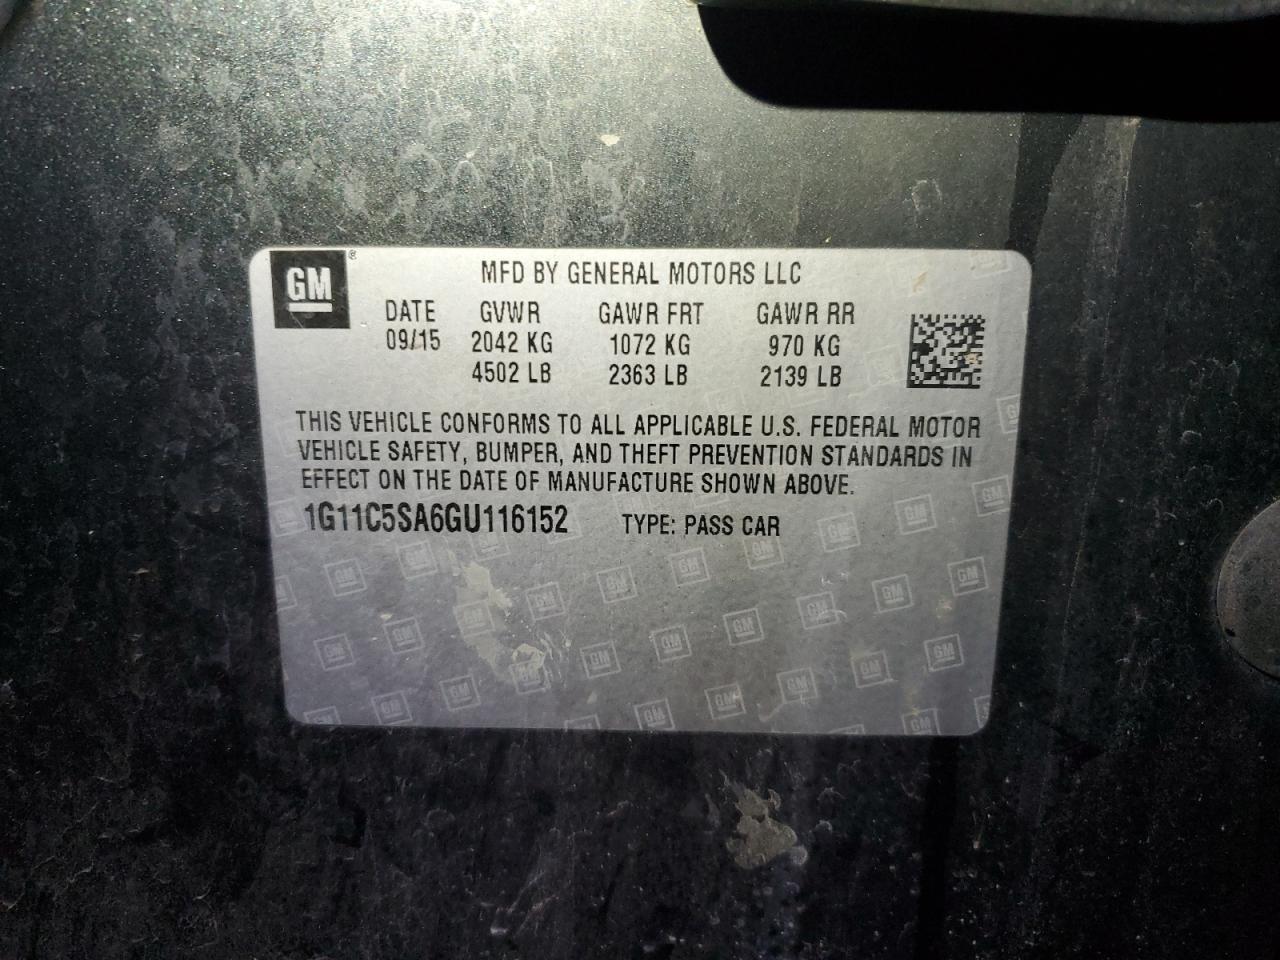 GM®
MFD BY GENERAL MOTORS LLC
DATE GVWR GAWR FRT GAWR RR
09/15 2042 KG 1072 KG 970 KG
4502 LB 2363 LB 2139 LB
THIS VEHICLE CONFORMS TO ALL APPLICABLE U.S. FEDERAL MOTOR
VEHICLE SAFETY, BUMPER, AND THEFT PREVENTION STANDARDS IN
EFFECT ON THE DATE OF MANUFACTURE SHOWN ABOVE.
1G11C5SA6GU116152 TYPE: PASS CAR